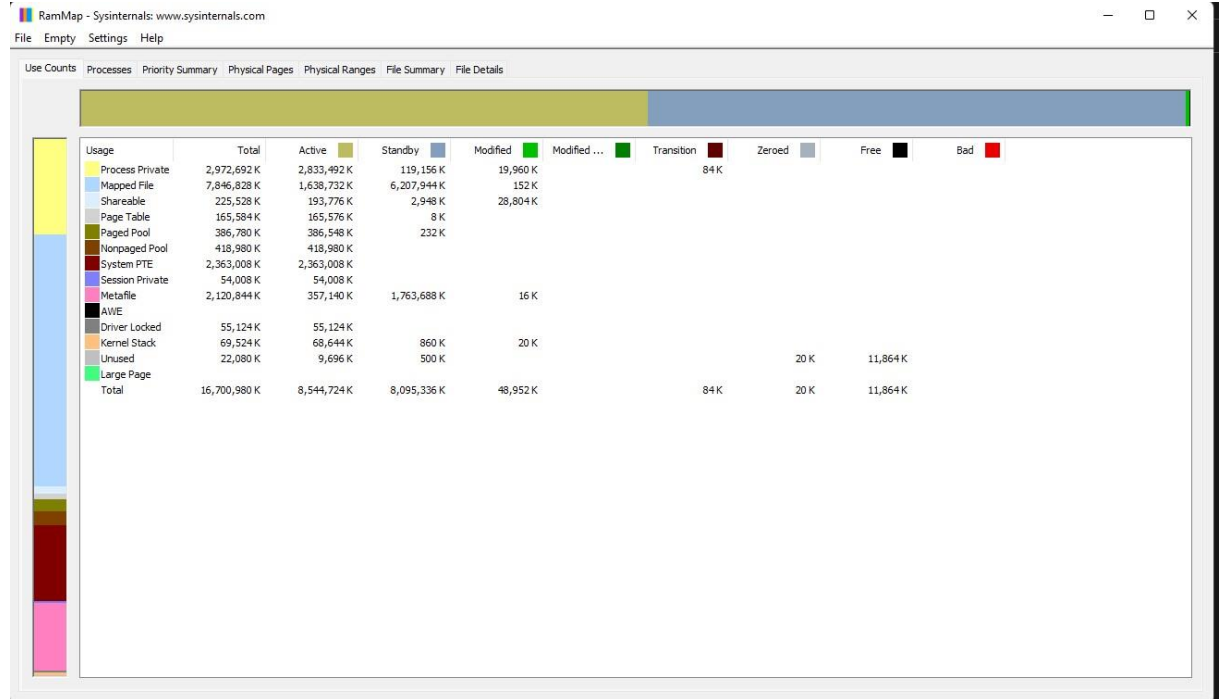 RamMap - Sysinternals: www.sysinternals.com
File Empty Settings Help
Use Counts Processes Priority Summary Physical Pages Physical Ranges File Summary File Details
Usage Total Active Standby Modified Modified ... Transition Zeroed Free Bad
Process Private 2,972,692 K 2,833,492 K 119,156 K 19,960 K 84 K
Mapped File 7,846,828 K 1,638,732 K 6,207,944 K 152 K
Shareable 225,528 K 193,776 K 2,948 K 28,804 K
Page Table 165,584 K 165,576 K 8 K
Paged Pool 386,780 K 386,548 K 232 K
Nonpaged Pool 418,980 K 418,980 K
System PTE 2,363,008 K 2,363,008 K
Session Private 54,008 K 54,008 K
Metafile 2,120,844 K 357,140 K 1,763,688 K 16 K
AWE
Driver Locked 55,124 K 55,124 K
Kernel Stack 69,524 K 68,644 K 860 K 20 K
Unused 22,080 K 9,696 K 500 K 20 K 11,864 K
Large Page
Total 16,700,980 K 8,544,724 K 8,095,336 K 48,952 K 84 K 20 K 11,864 K